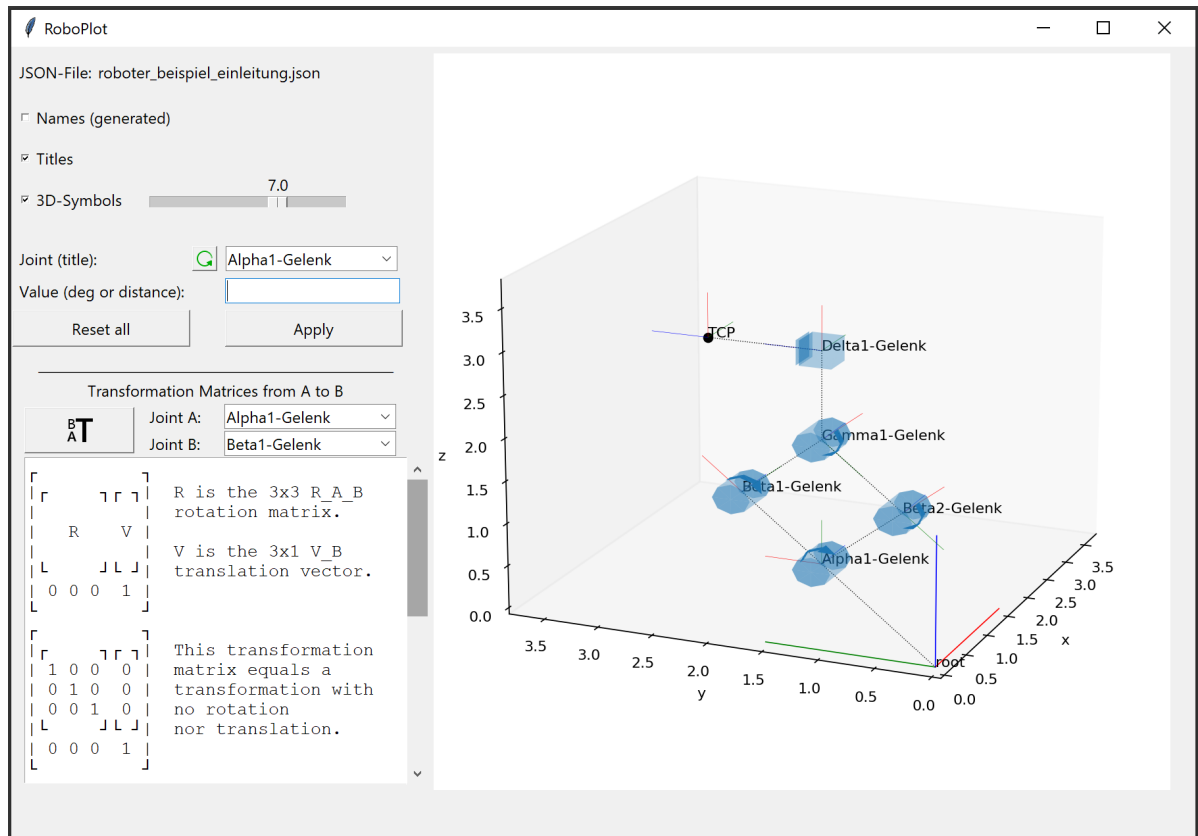 RoboPlot
JSON-File: roboter_beispiel_einleitung.json
Names (generated)
Titles
7.0
3D-Symbols
Joint (title):
Alpha1-Gelenk
Value (deg or distance):
Reset all
Apply
Transformation Matrices from A to B
B
A T
Joint A:
Alpha1-Gelenk
Joint B:
Beta1-Gelenk
R V
0 0 0 1
R is the 3x3 R_A_B
rotation matrix.
V is the 3x1 V_B
translation vector.
1 0 0 0
0 1 0 0
0 0 1 0
0 0 0 1
This transformation
matrix equals a
transformation with
no rotation
nor translation.
TCP
Delta1-Gelenk
Gamma1-Gelenk
Beta1-Gelenk
Beta2-Gelenk
Alpha1-Gelenk
root
z
3.5
3.0
2.5
2.0
1.5
1.0
0.5
0.0
3.5
3.0
2.5
2.0
1.5
1.0
0.5
0.0
y
0.0
0.5
1.0
1.5
2.0
2.5
3.0
3.5
x